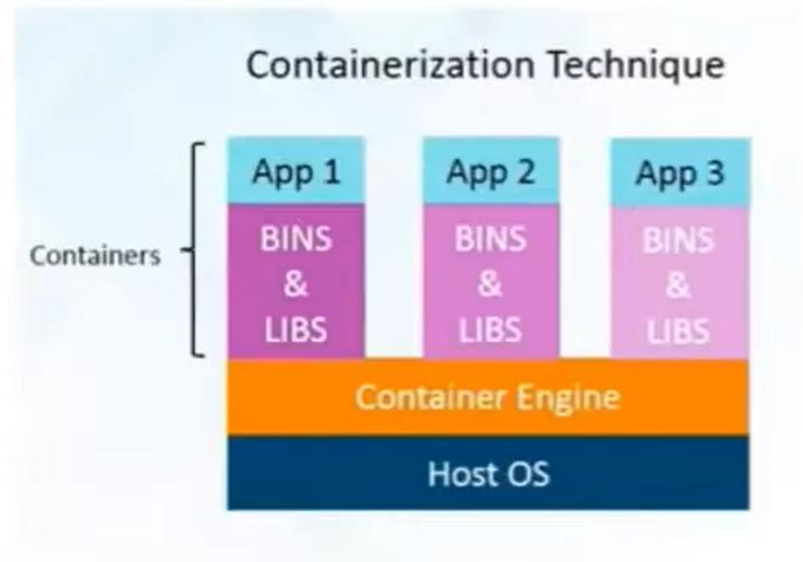 Containerization Technique
Containers
App 1
BINS
&
LIBS
App 2
BINS
&
LIBS
App 3
BINS
&
LIBS
Container Engine
Host OS